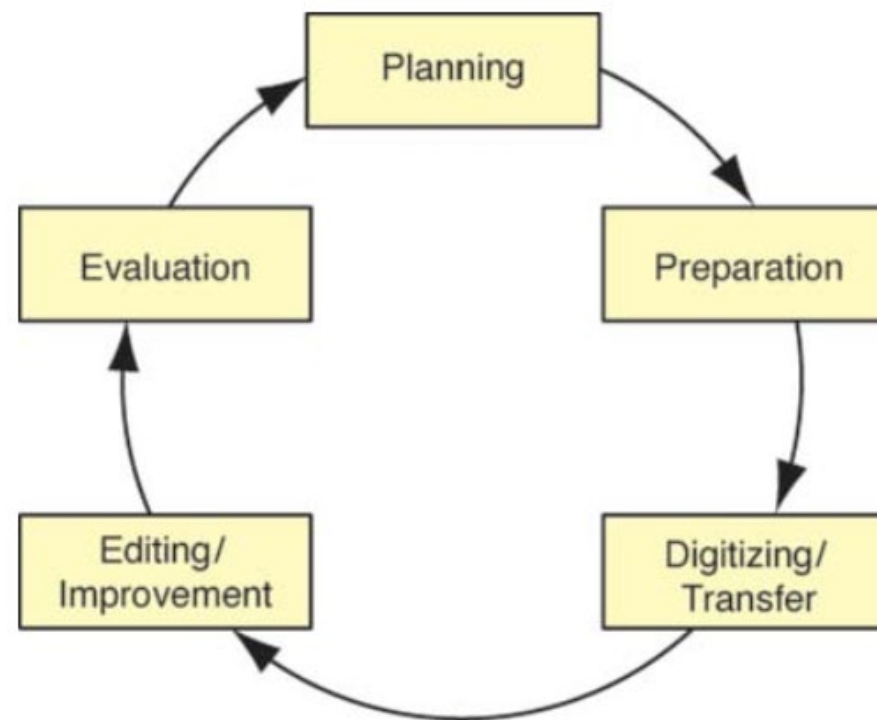 Planning
Preparation
Digitizing/
Transfer
Editing/
Improvement
Evaluation